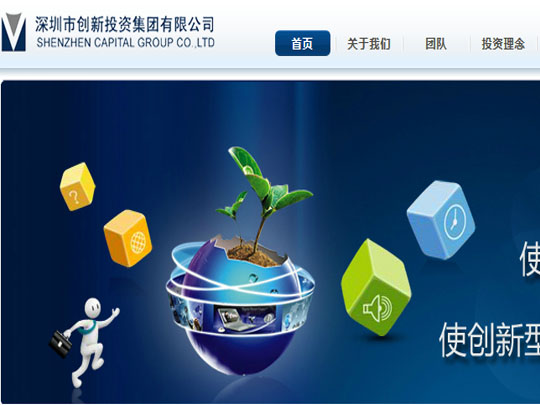 深圳市创新投资集团有限公司
SHENZHEN CAPITAL GROUP CO.,LTD
首页 关于我们 团队 投资理念
?
使
使创新型